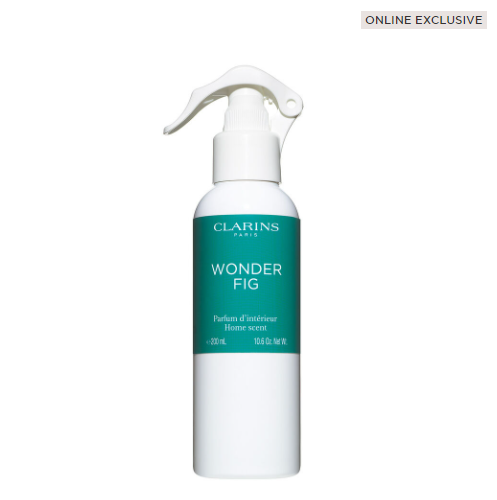 ONLINE EXCLUSIVE
CLARINS
PARIS
WONDER
FIG
Parfum d'intérieur
Home scent
e 200 mL 10.6 Oz. Net Wt.